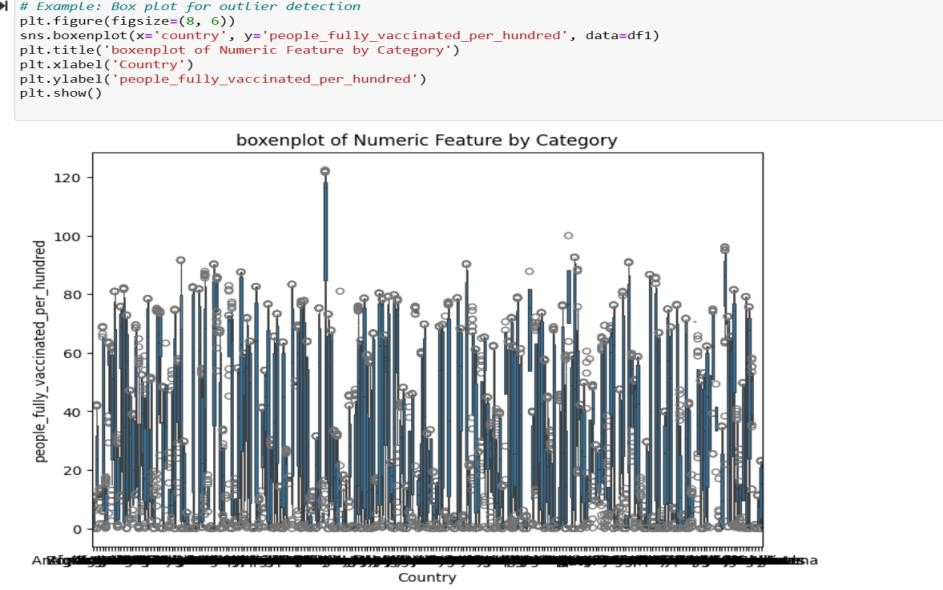 # Example: Box plot for outlier detection
plt.figure(figsize=(8, 6))
sns.boxenplot(x='country', y='people_fully_vaccinated_per_hundred', data=df1)
plt.title('boxenplot of Numeric Feature by Category')
plt.xlabel('Country')
plt.ylabel('people_fully_vaccinated_per_hundred')
plt.show()
boxenplot of Numeric Feature by Category
people_fully_vaccinated_per_hundred
120
100
80
60
40
20
0
Country